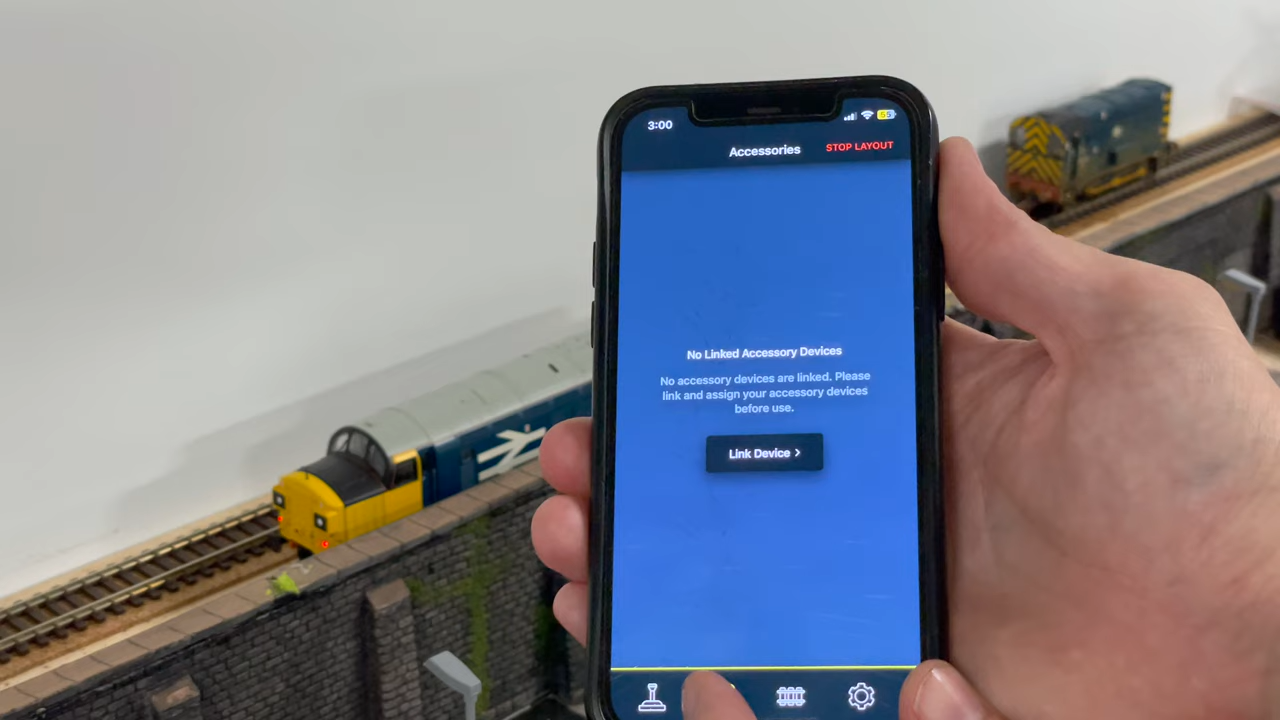 3:00
55
Accessories
STOP LAYOUT
No Linked Accessory Devices
No accessory devices are linked. Please
link and assign your accessory devices
before use.
Link Device >